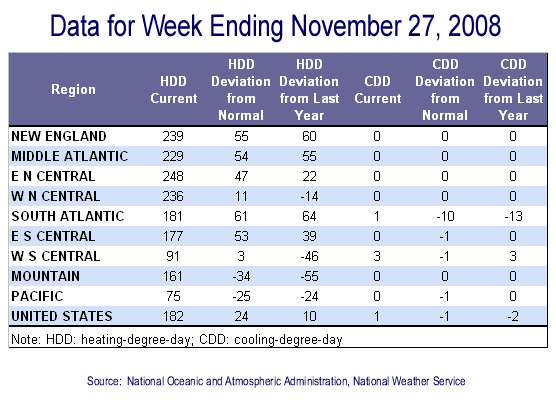 Data for Week Ending November 27, 2008
Region HDD Current HDD Deviation from Normal HDD Deviation from Last Year CDD Current CDD Deviation from Normal CDD Deviation from Last Year
NEW ENGLAND 239 55 60 0 0 0
MIDDLE ATLANTIC 229 54 55 0 0 0
E N CENTRAL 248 47 22 0 0 0
W N CENTRAL 236 11 -14 0 0 0
SOUTH ATLANTIC 181 61 64 1 -10 -13
E S CENTRAL 177 53 39 0 -1 0
W S CENTRAL 91 3 -46 3 -1 3
MOUNTAIN 161 -34 -55 0 0 0
PACIFIC 75 -25 -24 0 -1 0
UNITED STATES 182 24 10 1 -1 -2
Note: HDD: heating-degree-day; CDD: cooling-degree-day
Source: National Oceanic and Atmospheric Administration, National Weather Service